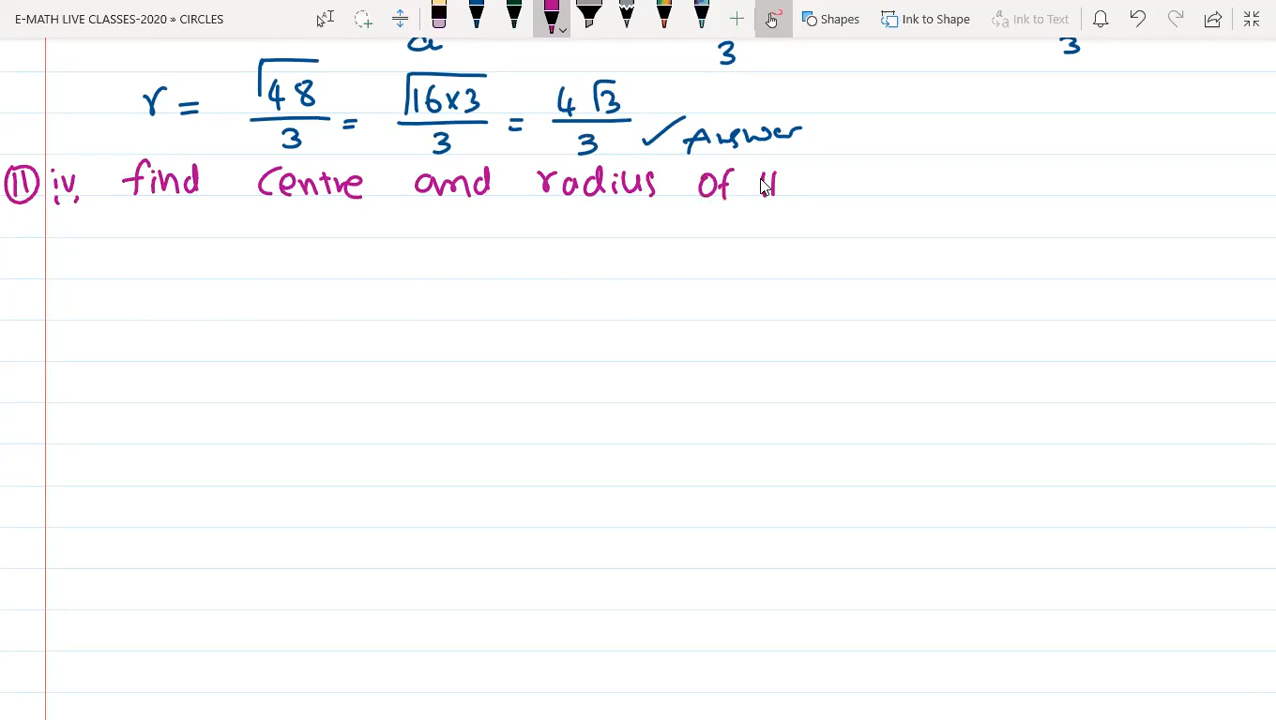 E-MATH LIVE CLASSES-2020 » CIRCLES Shapes Ink to Shape Ink to Text
a 3 3
r = √48/3 = √16×3/3 = 4√3/3 ✓ Answer
11 iv, find centre and radius of